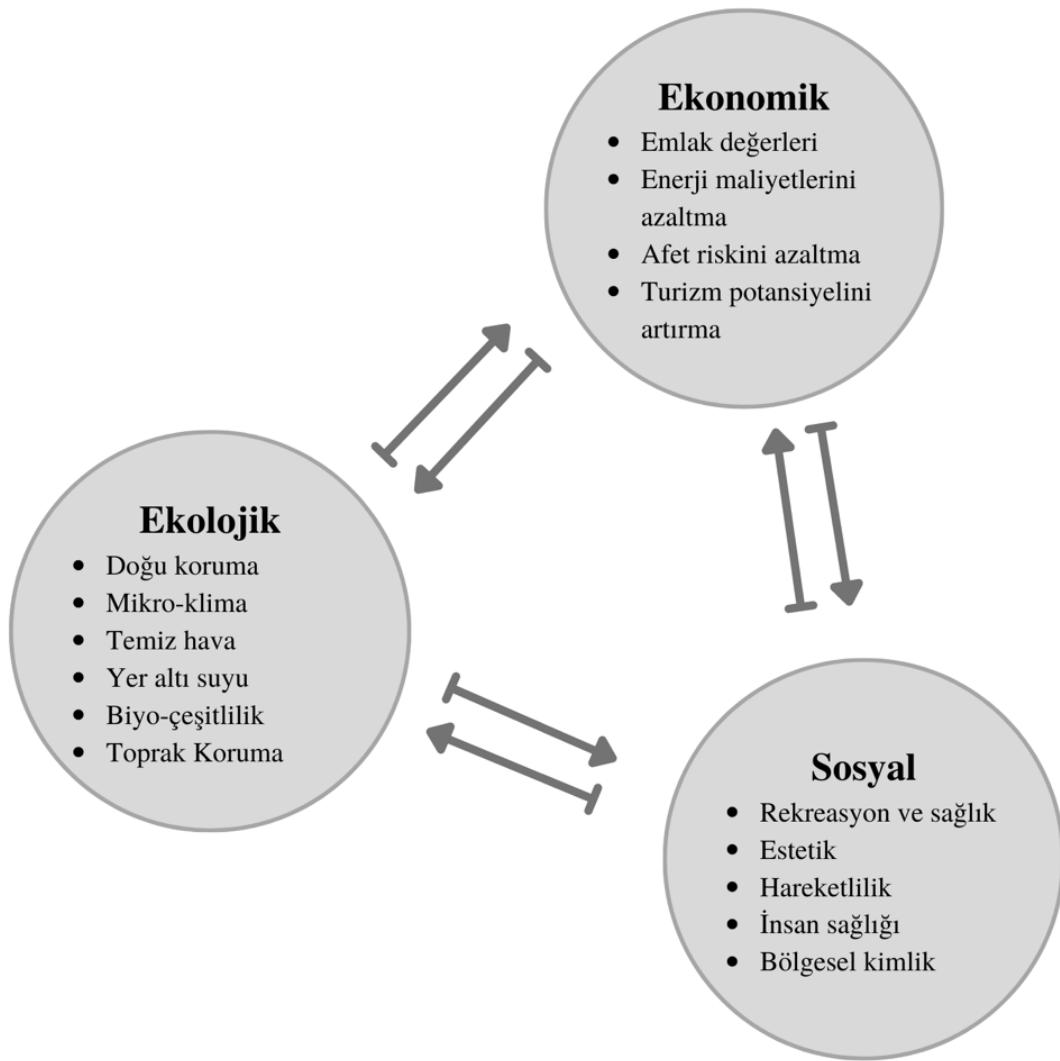 Ekonomik
• Emlak değerleri
• Enerji maliyetlerini
azaltma
• Afet riskini azaltma
• Turizm potansiyelini
artırma
Ekolojik
• Doğu koruma
• Mikro-klima
• Temiz hava
• Yer altı suyu
• Biyo-çeşitlilik
• Toprak Koruma
Sosyal
• Rekreasyon ve sağlık
• Estetik
• Hareketlilik
• İnsan sağlığı
• Bölgesel kimlik